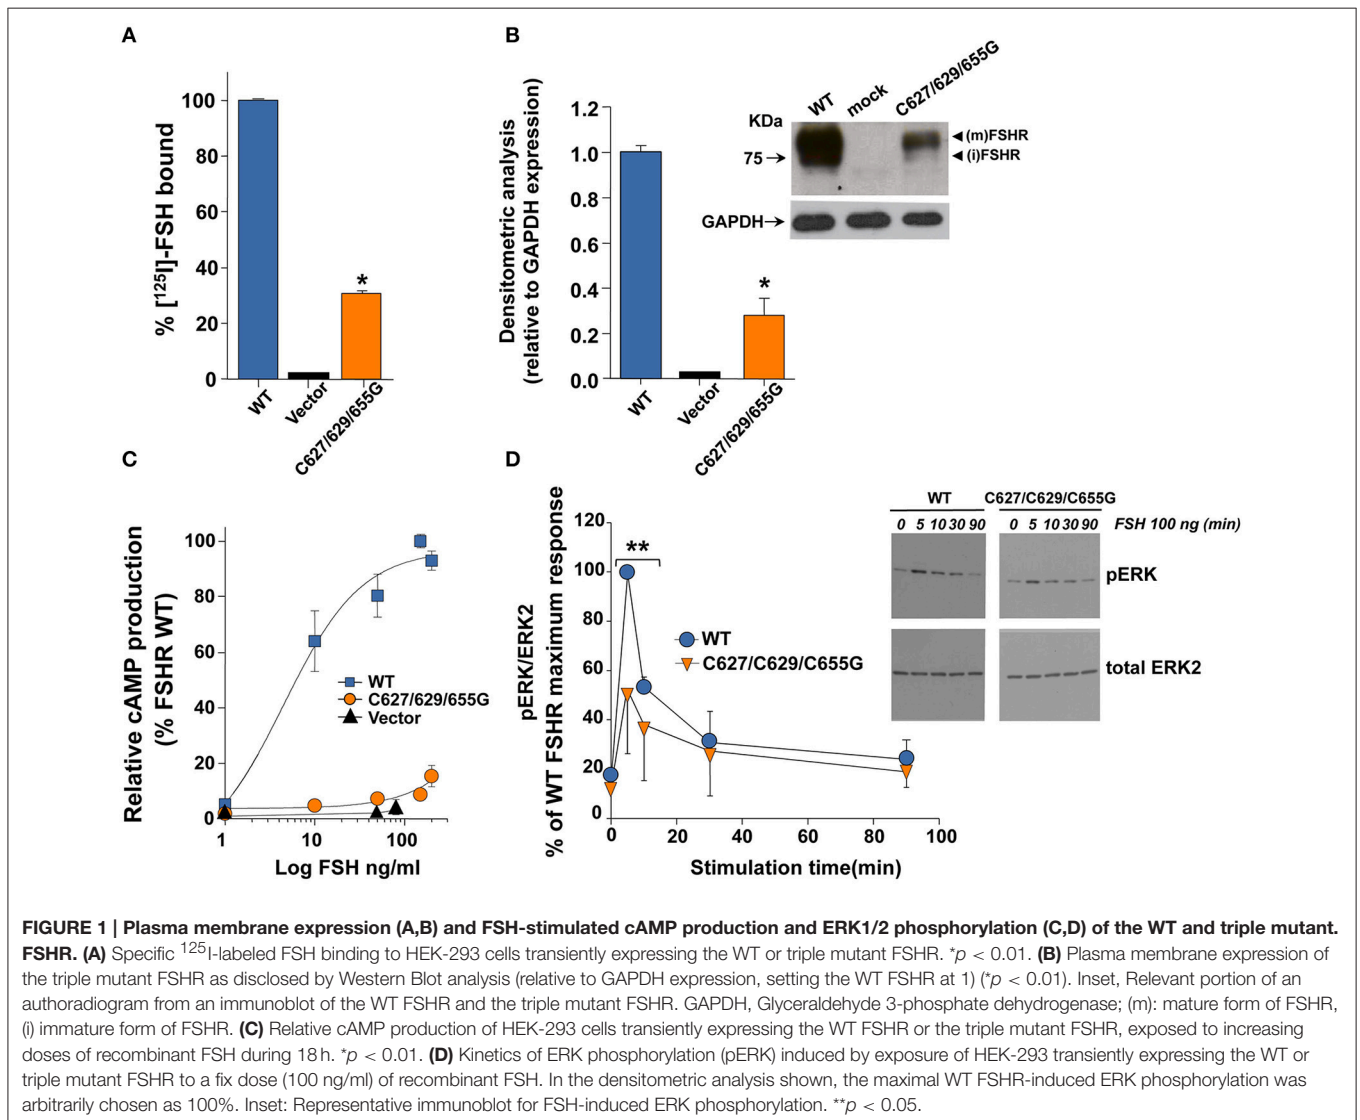 A
% [125I]-FSH bound
100
80
60
40
20
0
*
WT
Vector
C627/629/655G
B
Densitometric analysis
(relative to GAPDH expression)
1.2
1.0
0.8
0.6
0.4
0.2
0.0
*
WT
Vector
C627/629/655G
WT
mock
C627/629/655G
KDa
75
(m)FSHR
(i)FSHR
GAPDH
C
Relative cAMP production
(% FSHR WT)
100
80
60
40
20
0
WT
C627/629/655G
Vector
1
10
100
Log FSH ng/ml
D
pERK/ERK2
% of WT FSHR maximum response
120
100
80
60
40
20
0
**
WT
C627/C629/C655G
0
20
40
60
80
100
Stimulation time(min)
WT
C627/C629/C655G
0 5 10 30 90
0 5 10 30 90
FSH 100 ng (min)
pERK
total ERK2
FIGURE 1 | Plasma membrane expression (A,B) and FSH-stimulated cAMP production and ERK1/2 phosphorylation (C,D) of the WT and triple mutant.
FSHR. (A) Specific 125I-labeled FSH binding to HEK-293 cells transiently expressing the WT or triple mutant FSHR. *p < 0.01. (B) Plasma membrane expression of
the triple mutant FSHR as disclosed by Western Blot analysis (relative to GAPDH expression, setting the WT FSHR at 1) (*p < 0.01). Inset, Relevant portion of an
authoradiogram from an immunoblot of the WT FSHR and the triple mutant FSHR. GAPDH, Glyceraldehyde 3-phosphate dehydrogenase; (m): mature form of FSHR,
(i) immature form of FSHR. (C) Relative cAMP production of HEK-293 cells transiently expressing the WT FSHR or the triple mutant FSHR, exposed to increasing
doses of recombinant FSH during 18 h. *p < 0.01. (D) Kinetics of ERK phosphorylation (pERK) induced by exposure of HEK-293 transiently expressing the WT or
triple mutant FSHR to a fix dose (100 ng/ml) of recombinant FSH. In the densitometric analysis shown, the maximal WT FSHR-induced ERK phosphorylation was
arbitrarily chosen as 100%. Inset: Representative immunoblot for FSH-induced ERK phosphorylation. **p < 0.05.